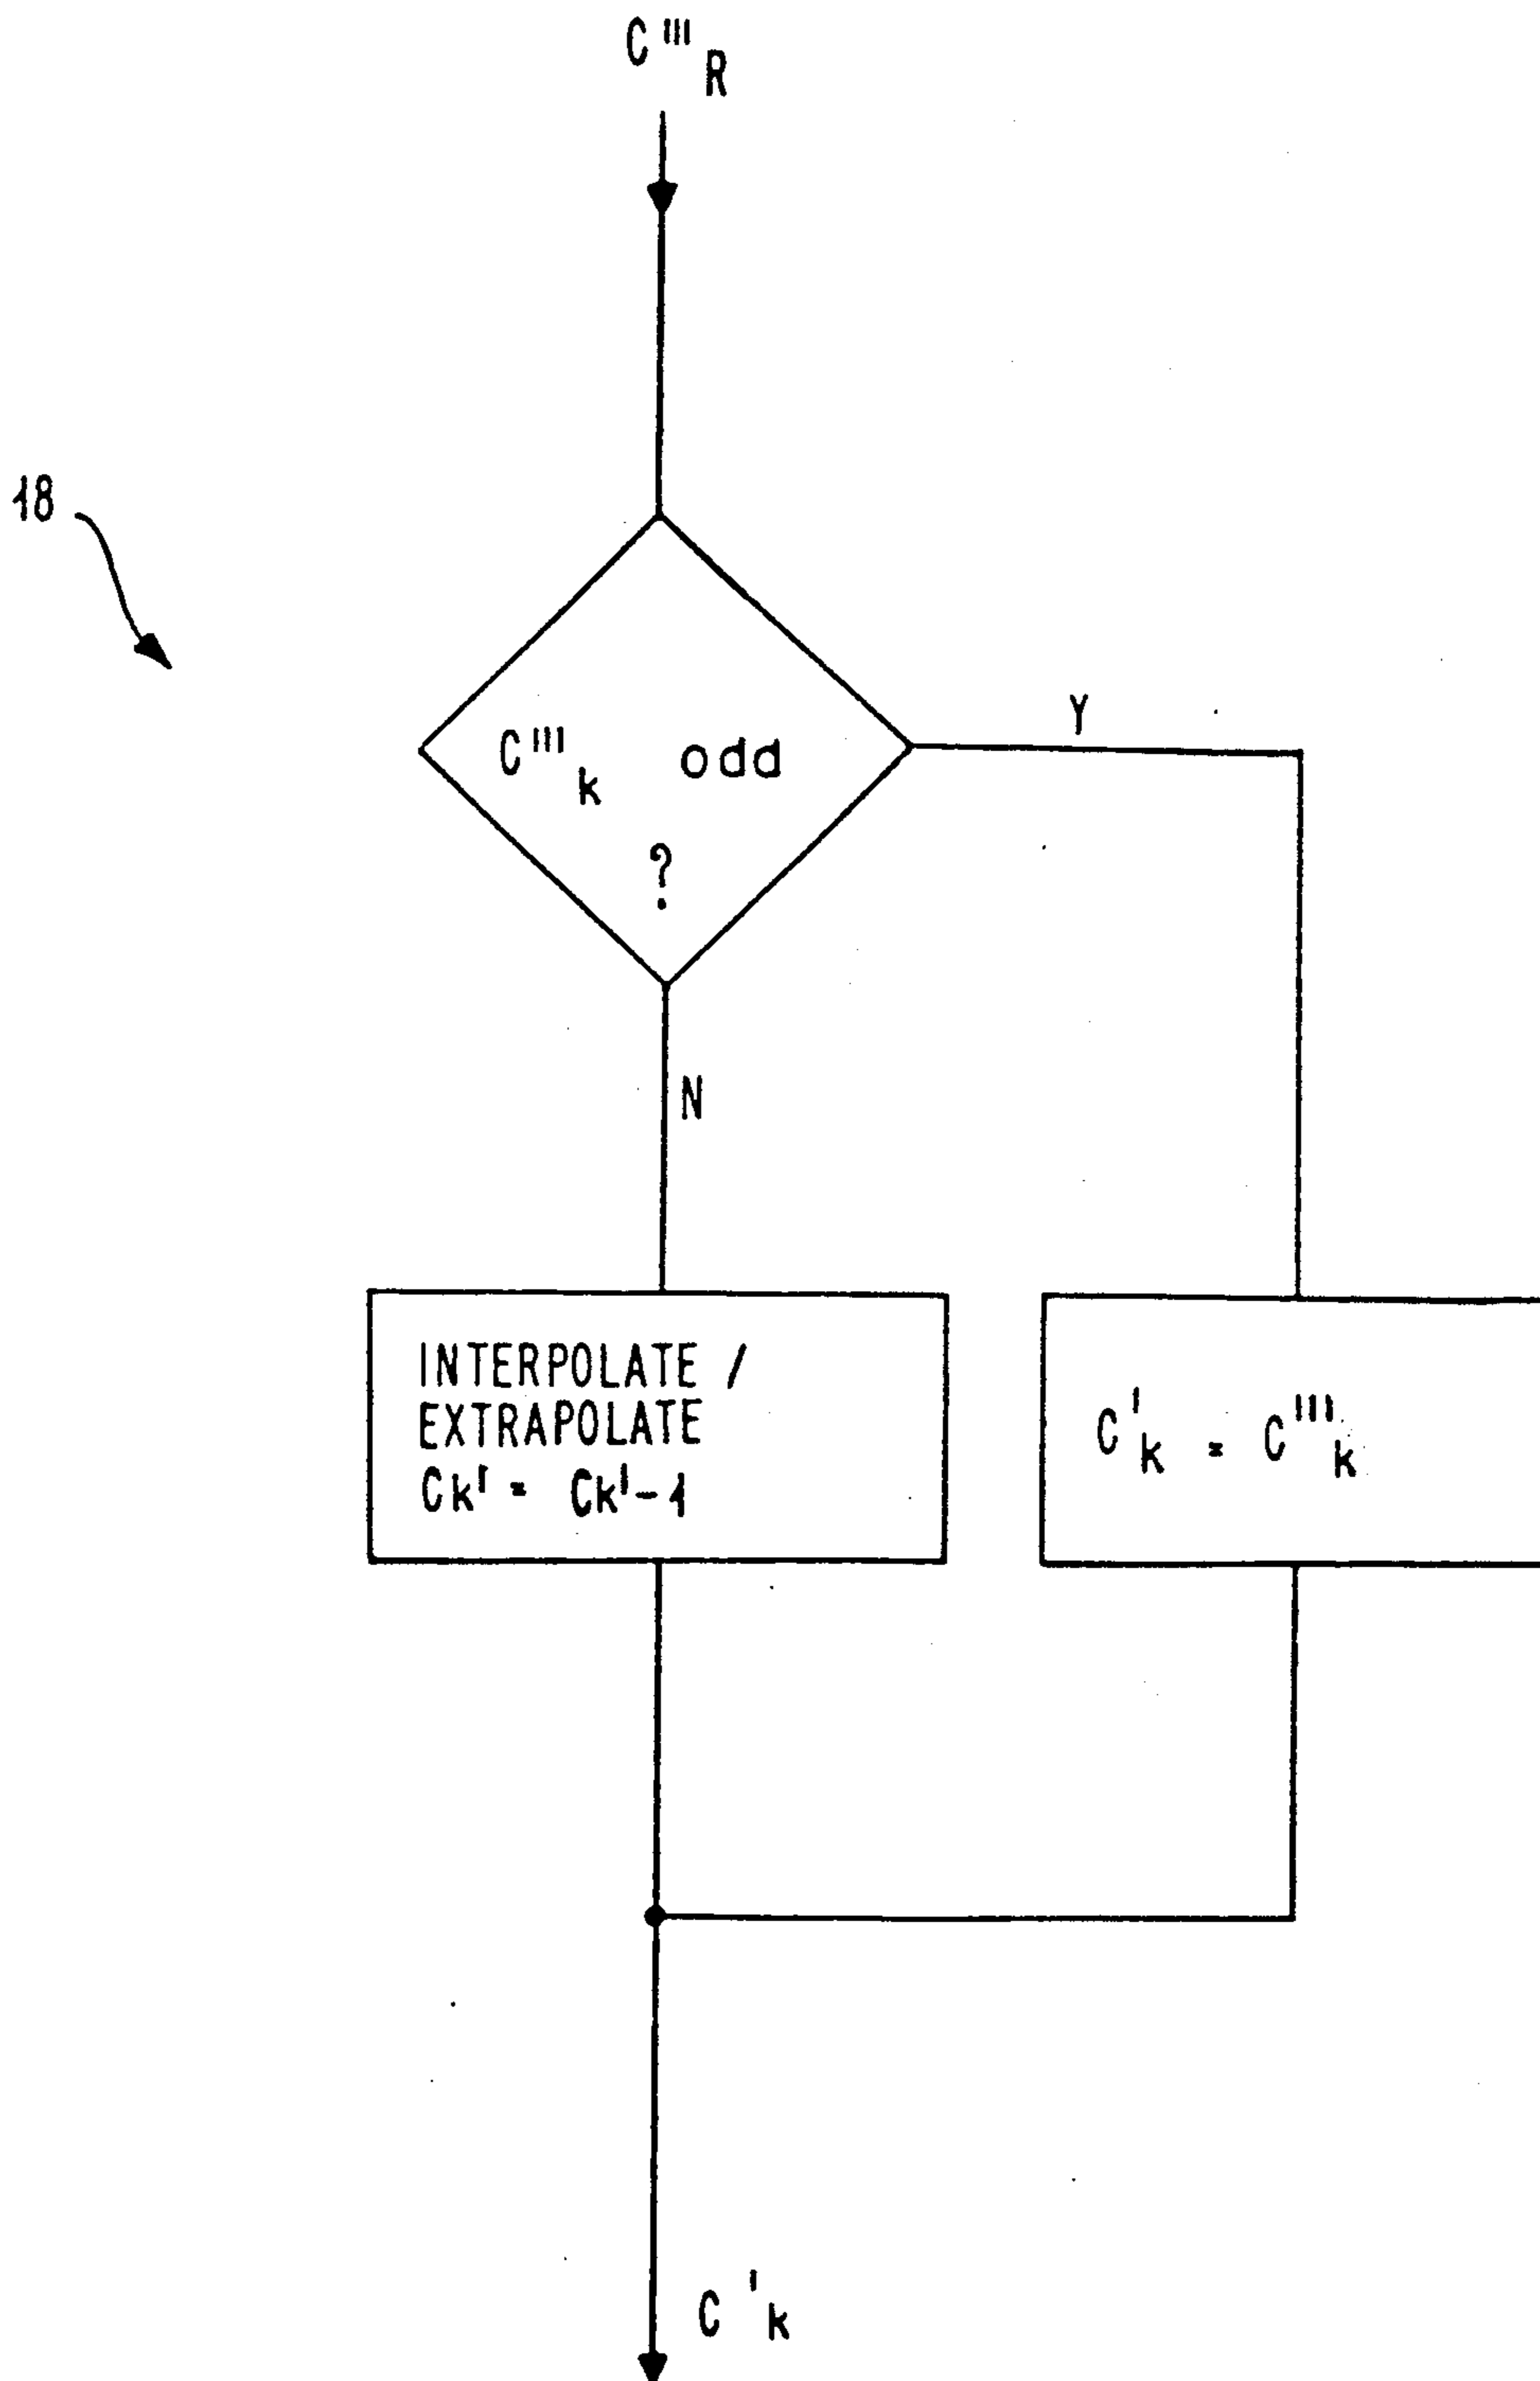 C'''R
18
C'''k odd
?
Y
N
INTERPOLATE /
EXTRAPOLATE
Ck' = Ck'-1
C'k = C'''k
C'k